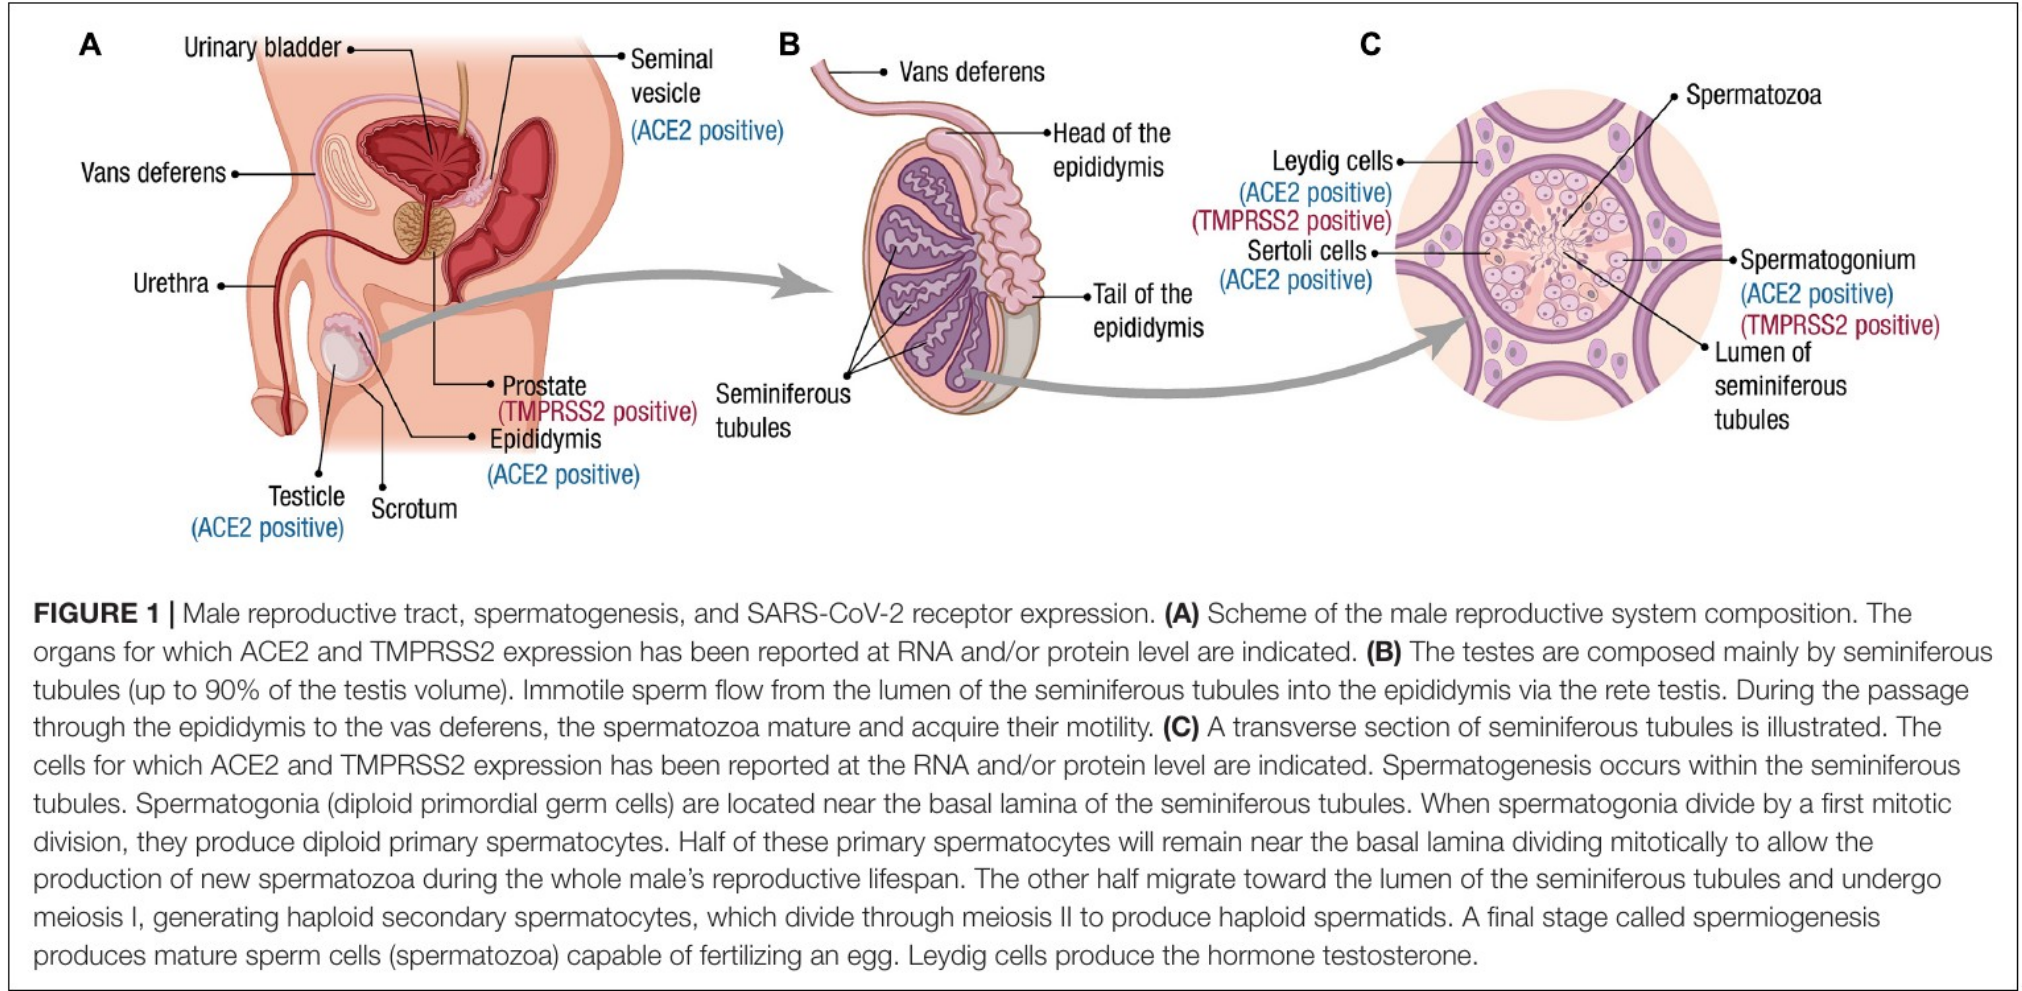 A
Urinary bladder
Seminal
vesicle
(ACE2 positive)
Vans deferens
Urethra
Prostate
(TMPRSS2 positive)
Epididymis
(ACE2 positive)
Testicle
(ACE2 positive)
Scrotum
B
Vans deferens
Head of the
epididymis
Tail of the
epididymis
Seminiferous
tubules
C
Spermatozoa
Leydig cells
(ACE2 positive)
(TMPRSS2 positive)
Sertoli cells
(ACE2 positive)
Spermatogonium
(ACE2 positive)
(TMPRSS2 positive)
Lumen of
seminiferous
tubules
FIGURE 1 | Male reproductive tract, spermatogenesis, and SARS-CoV-2 receptor expression. (A) Scheme of the male reproductive system composition. The
organs for which ACE2 and TMPRSS2 expression has been reported at RNA and/or protein level are indicated. (B) The testes are composed mainly by seminiferous
tubules (up to 90% of the testis volume). Immotile sperm flow from the lumen of the seminiferous tubules into the epididymis via the rete testis. During the passage
through the epididymis to the vas deferens, the spermatozoa mature and acquire their motility. (C) A transverse section of seminiferous tubules is illustrated. The
cells for which ACE2 and TMPRSS2 expression has been reported at the RNA and/or protein level are indicated. Spermatogenesis occurs within the seminiferous
tubules. Spermatogonia (diploid primordial germ cells) are located near the basal lamina of the seminiferous tubules. When spermatogonia divide by a first mitotic
division, they produce diploid primary spermatocytes. Half of these primary spermatocytes will remain near the basal lamina dividing mitotically to allow the
production of new spermatozoa during the whole male's reproductive lifespan. The other half migrate toward the lumen of the seminiferous tubules and undergo
meiosis I, generating haploid secondary spermatocytes, which divide through meiosis II to produce haploid spermatids. A final stage called spermiogenesis
produces mature sperm cells (spermatozoa) capable of fertilizing an egg. Leydig cells produce the hormone testosterone.